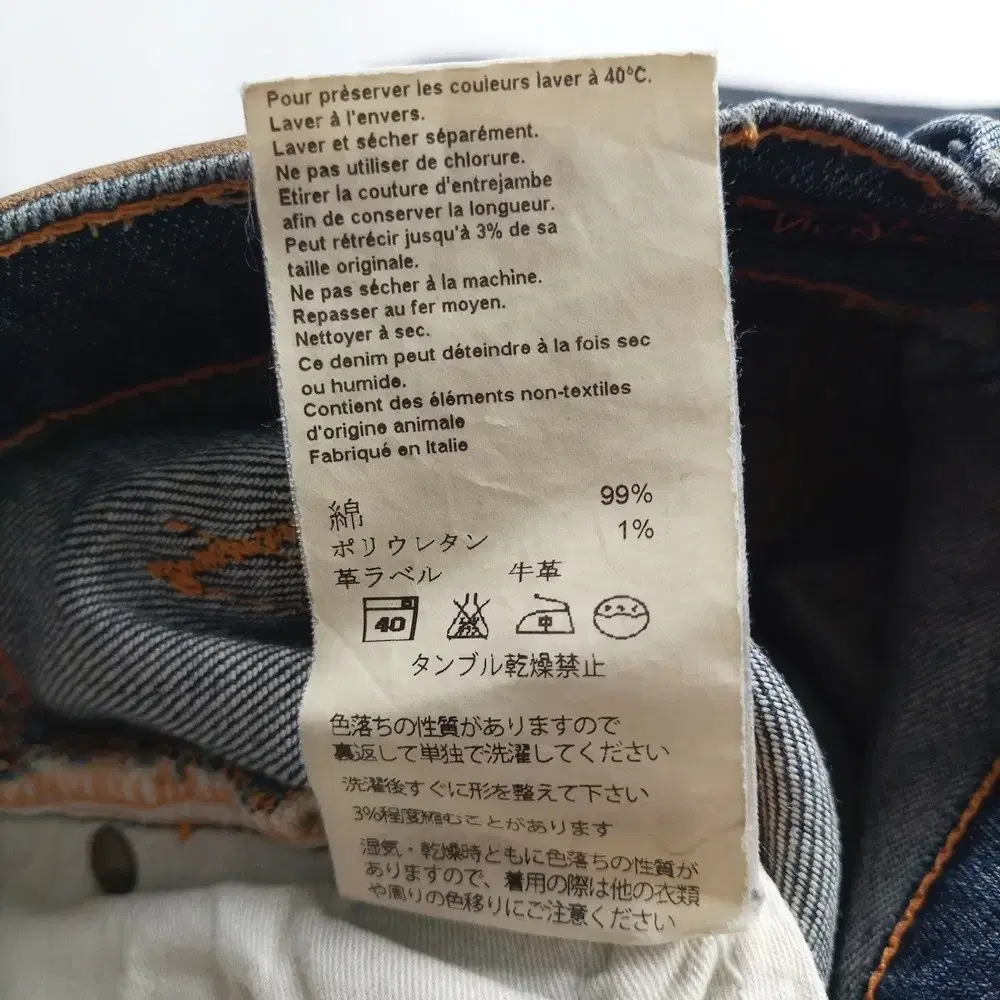 Pour prèserver les couleurs laver à 40°C.
Laver à l'envers.
Laver et sécher séparément.
Ne pas utiliser de chlorure.
Etirer la couture d'entrejambe
afin de conserver la longueur.
Peut rétrécir jusqu'à 3% de sa
taille originale.
Ne pas sécher à la machine.
Repasser au fer moyen.
Nettoyer à sec.
Ce denim peut déteindre à la fois sec
ou humide.
Contient des éléments non-textiles
d'origine animale
Fabriqué en Italie
綿 99%
ポリウレタン 1%
革ラベル 牛革
40 中
タンブル乾燥禁止
色落ちの性質がありますので
裏返して単独で洗濯してください
洗濯後すぐに形を整えて下さい
3%程度縮むことがあります
湿気・乾燥時ともに色落ちの性質が
ありますので、着用の際は他の衣類
や周りの色移りにご注意ください